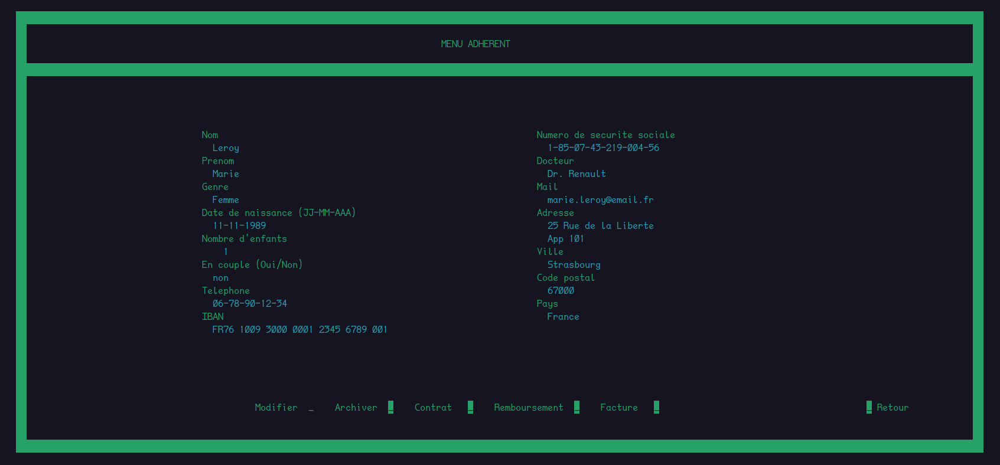 MENU ADHERENT
Nom
Leroy
Prenom
Marie
Genre
Femme
Date de naissance (JJ-MM-AAA)
11-11-1989
Nombre d'enfants
1
En couple (Oui/Non)
non
Telephone
06-78-90-12-34
IBAN
FR76 1009 3000 0001 2345 6789 001
Numero de securite sociale
1-85-07-43-219-004-56
Docteur
Dr. Renault
Mail
marie.leroy@email.fr
Adresse
25 Rue de la Liberte
App 101
Ville
Strasbourg
Code postal
67000
Pays
France
Modifier _ Archiver _ Contrat _ Remboursement _ Facture _ _ Retour